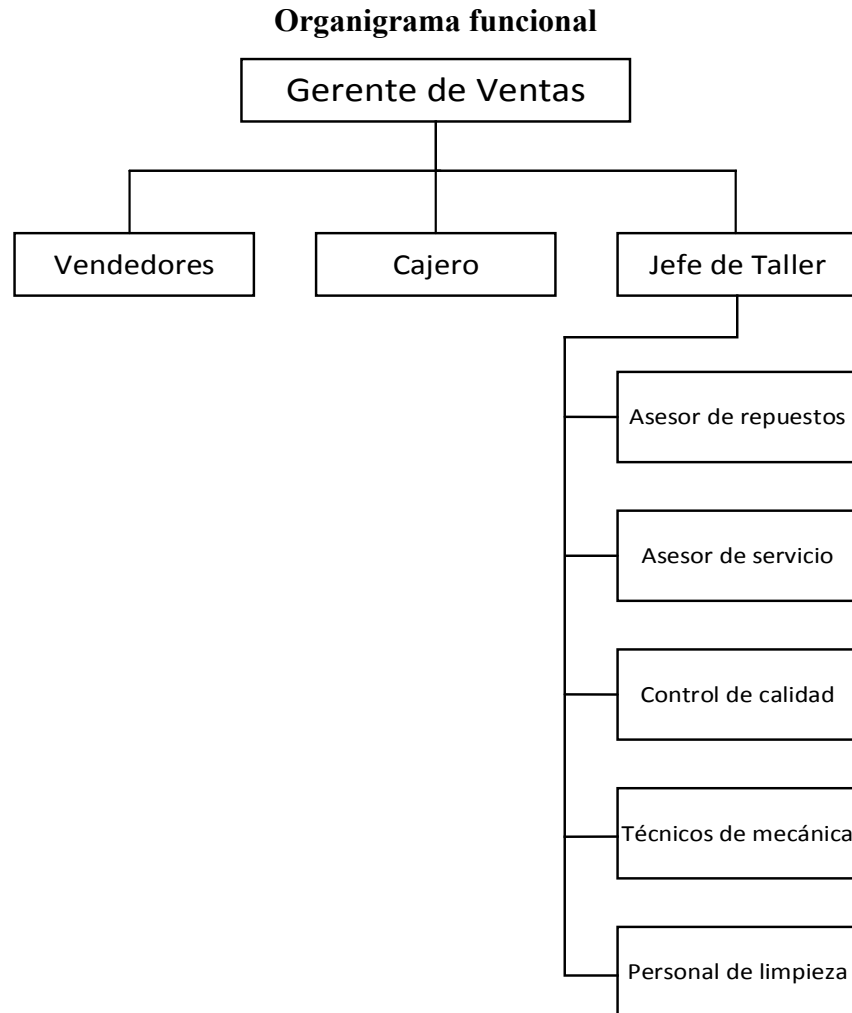 Organigrama funcional
Gerente de Ventas
Vendedores
Cajero
Jefe de Taller
Asesor de repuestos
Asesor de servicio
Control de calidad
Técnicos de mecánica
Personal de limpieza